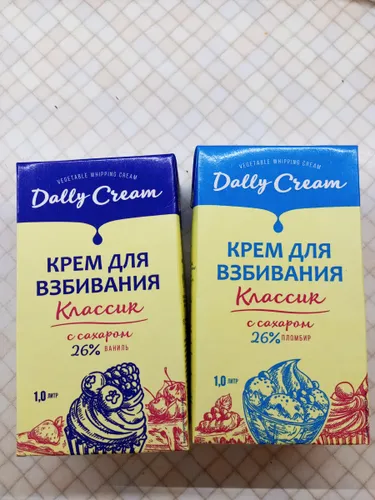 VEGETABLE WHIPPING CREAM
Dally Cream
КРЕМ ДЛЯ
ВЗБИВАНИЯ
Классик
с сахаром
26% ВАНИЛЬ
1,0 ЛИТР
VEGETABLE WHIPPING CREAM
Dally Cream
КРЕМ ДЛЯ
ВЗБИВАНИЯ
Классик
с сахаром
26% ПЛОМБИР
1,0 ЛИТР